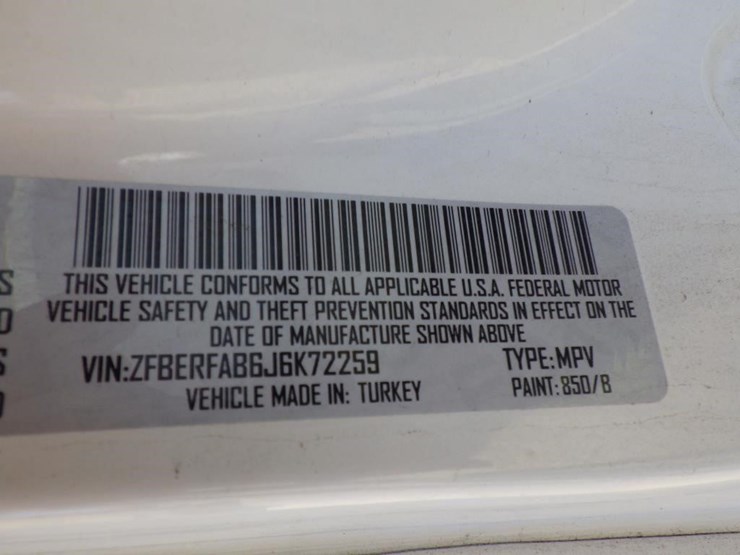 THIS VEHICLE CONFORMS TO ALL APPLICABLE U.S.A. FEDERAL MOTOR
VEHICLE SAFETY AND THEFT PREVENTION STANDARDS IN EFFECT ON THE
DATE OF MANUFACTURE SHOWN ABOVE
VIN:ZFBERFAB6J6K72259 TYPE:MPV
VEHICLE MADE IN: TURKEY PAINT:850/B